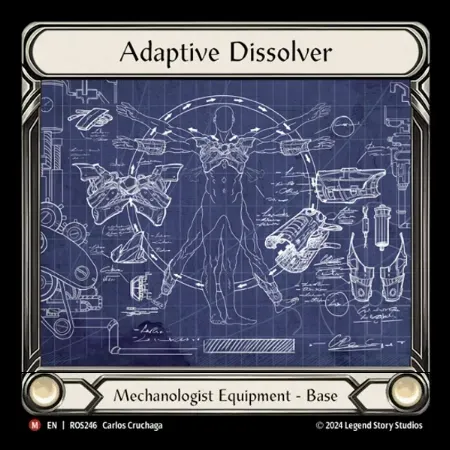 Adaptive Dissolver
Mechanologist Equipment - Base
M EN | ROS246 Carlos Cruchaga © 2024 Legend Story Studios